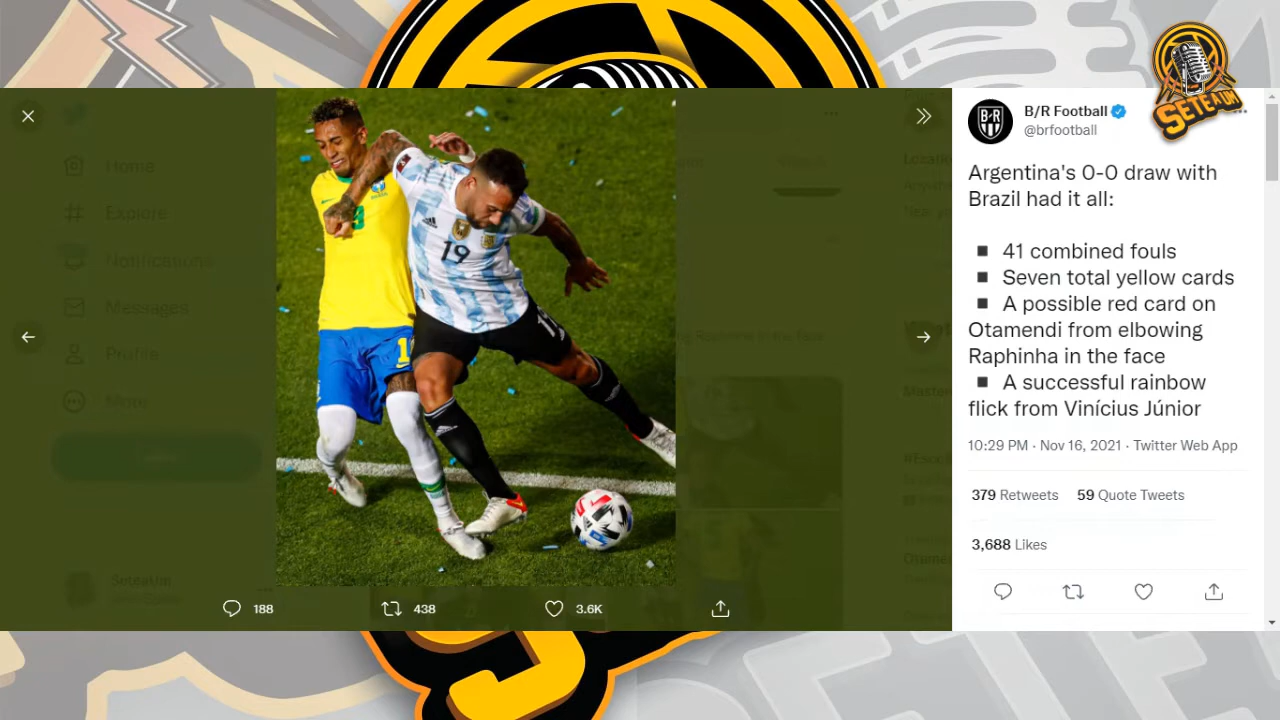 SETE A UM
B/R Football
@brfootball
Argentina's 0-0 draw with
Brazil had it all:
▪ 41 combined fouls
▪ Seven total yellow cards
▪ A possible red card on
Otamendi from elbowing
Raphinha in the face
▪ A successful rainbow
flick from Vinícius Júnior
10:29 PM · Nov 16, 2021 · Twitter Web App
379 Retweets 59 Quote Tweets
3,688 Likes
Home
Explore
Notifications
Messages
Profile
More
SeteaUm
19
188
438
3.6K